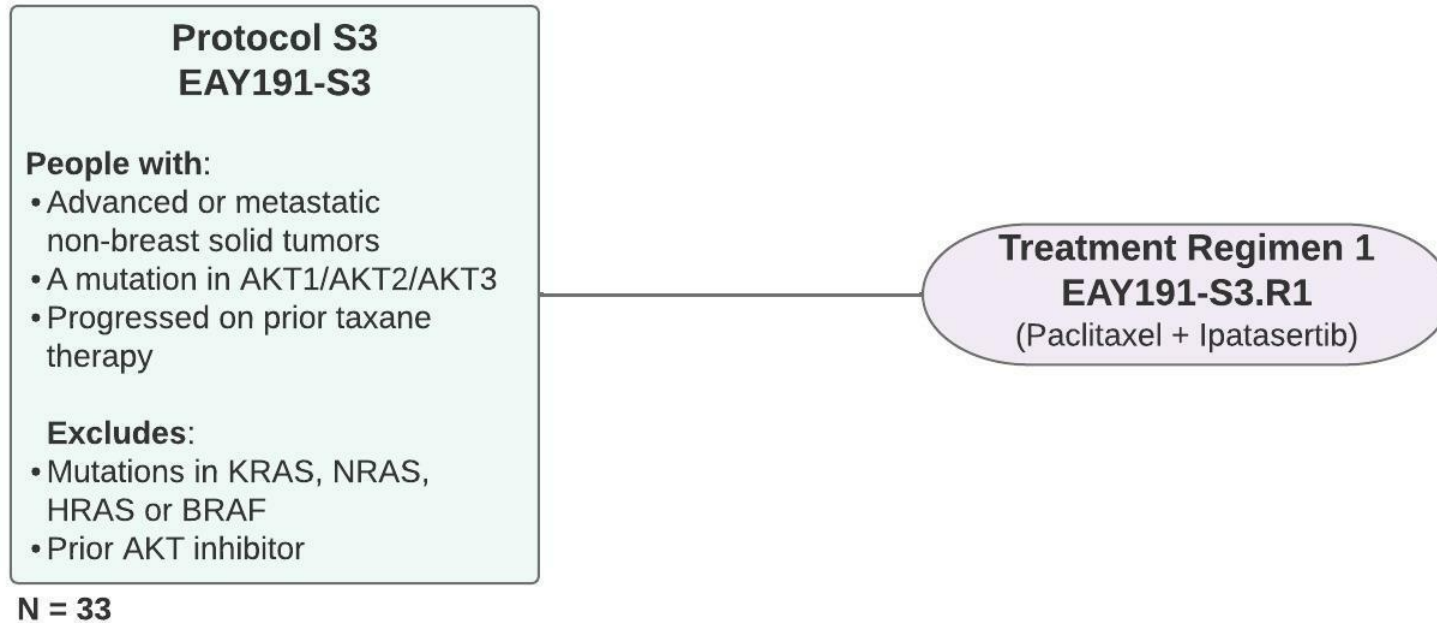 Protocol S3
EAY191-S3
People with:
• Advanced or metastatic
non-breast solid tumors
• A mutation in AKT1/AKT2/AKT3
• Progressed on prior taxane
therapy
Excludes:
• Mutations in KRAS, NRAS,
HRAS or BRAF
• Prior AKT inhibitor
N = 33
Treatment Regimen 1
EAY191-S3.R1
(Paclitaxel + Ipatasertib)